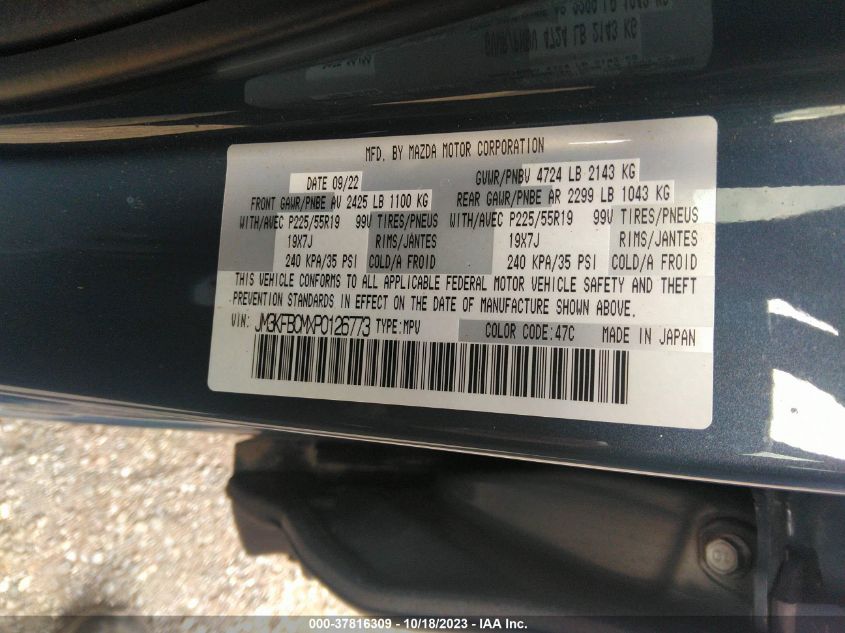 MFD. BY MAZDA MOTOR CORPORATION
DATE 09/22 GVWR/PNBV 4724 LB 2143 KG
FRONT GAWR/PNBE AV 2425 LB 1100 KG REAR GAWR/PNBE AR 2299 LB 1043 KG
WITH/AVEC P225/55R19 99V TIRES/PNEUS WITH/AVEC P225/55R19 99V TIRES/PNEUS
19X7J RIMS/JANTES 19X7J RIMS/JANTES
240 KPA/35 PSI COLD/A FROID 240 KPA/35 PSI COLD/A FROID
THIS VEHICLE CONFORMS TO ALL APPLICABLE FEDERAL MOTOR VEHICLE SAFETY AND THEFT
PREVENTION STANDARDS IN EFFECT ON THE DATE OF MANUFACTURE SHOWN ABOVE.
VIN: JM3KFBCMXP0126773 TYPE:MPV COLOR CODE:47C MADE IN JAPAN
000-37816309 - 10/18/2023 - IAA Inc.